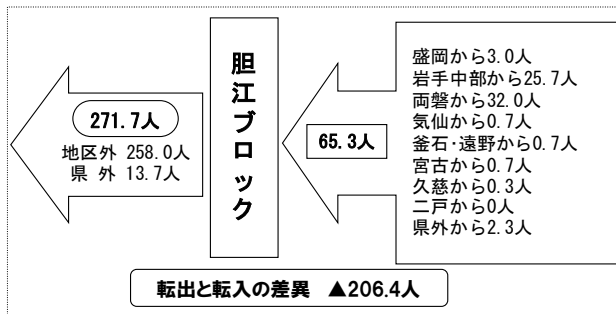 271.7人
地区外 258.0人
県 外 13.7人
胆江ブロック
65.3人
盛岡から3.0人
岩手中部から25.7人
両磐から32.0人
気仙から0.7人
釜石・遠野から0.7人
宮古から0.7人
久慈から0.3人
二戸から0人
県外から2.3人
転出と転入の差異 ▲206.4人